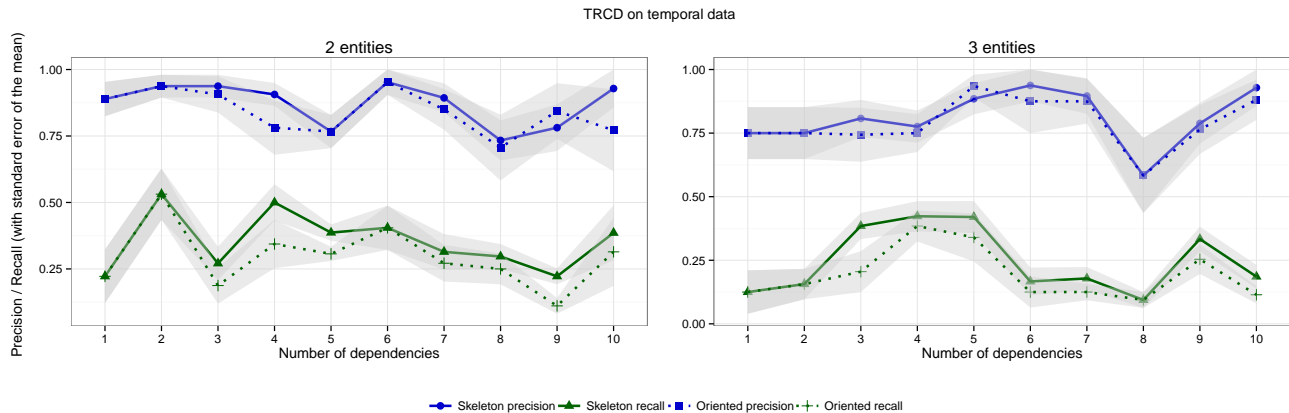 TRCD on temporal data
Precision / Recall (with standard error of the mean)
2 entities
1.00
0.75
0.50
0.25
1 2 3 4 5 6 7 8 9 10
Number of dependencies
3 entities
1.00
0.75
0.50
0.25
0.00
1 2 3 4 5 6 7 8 9 10
Number of dependencies
Skeleton precision Skeleton recall Oriented precision Oriented recall